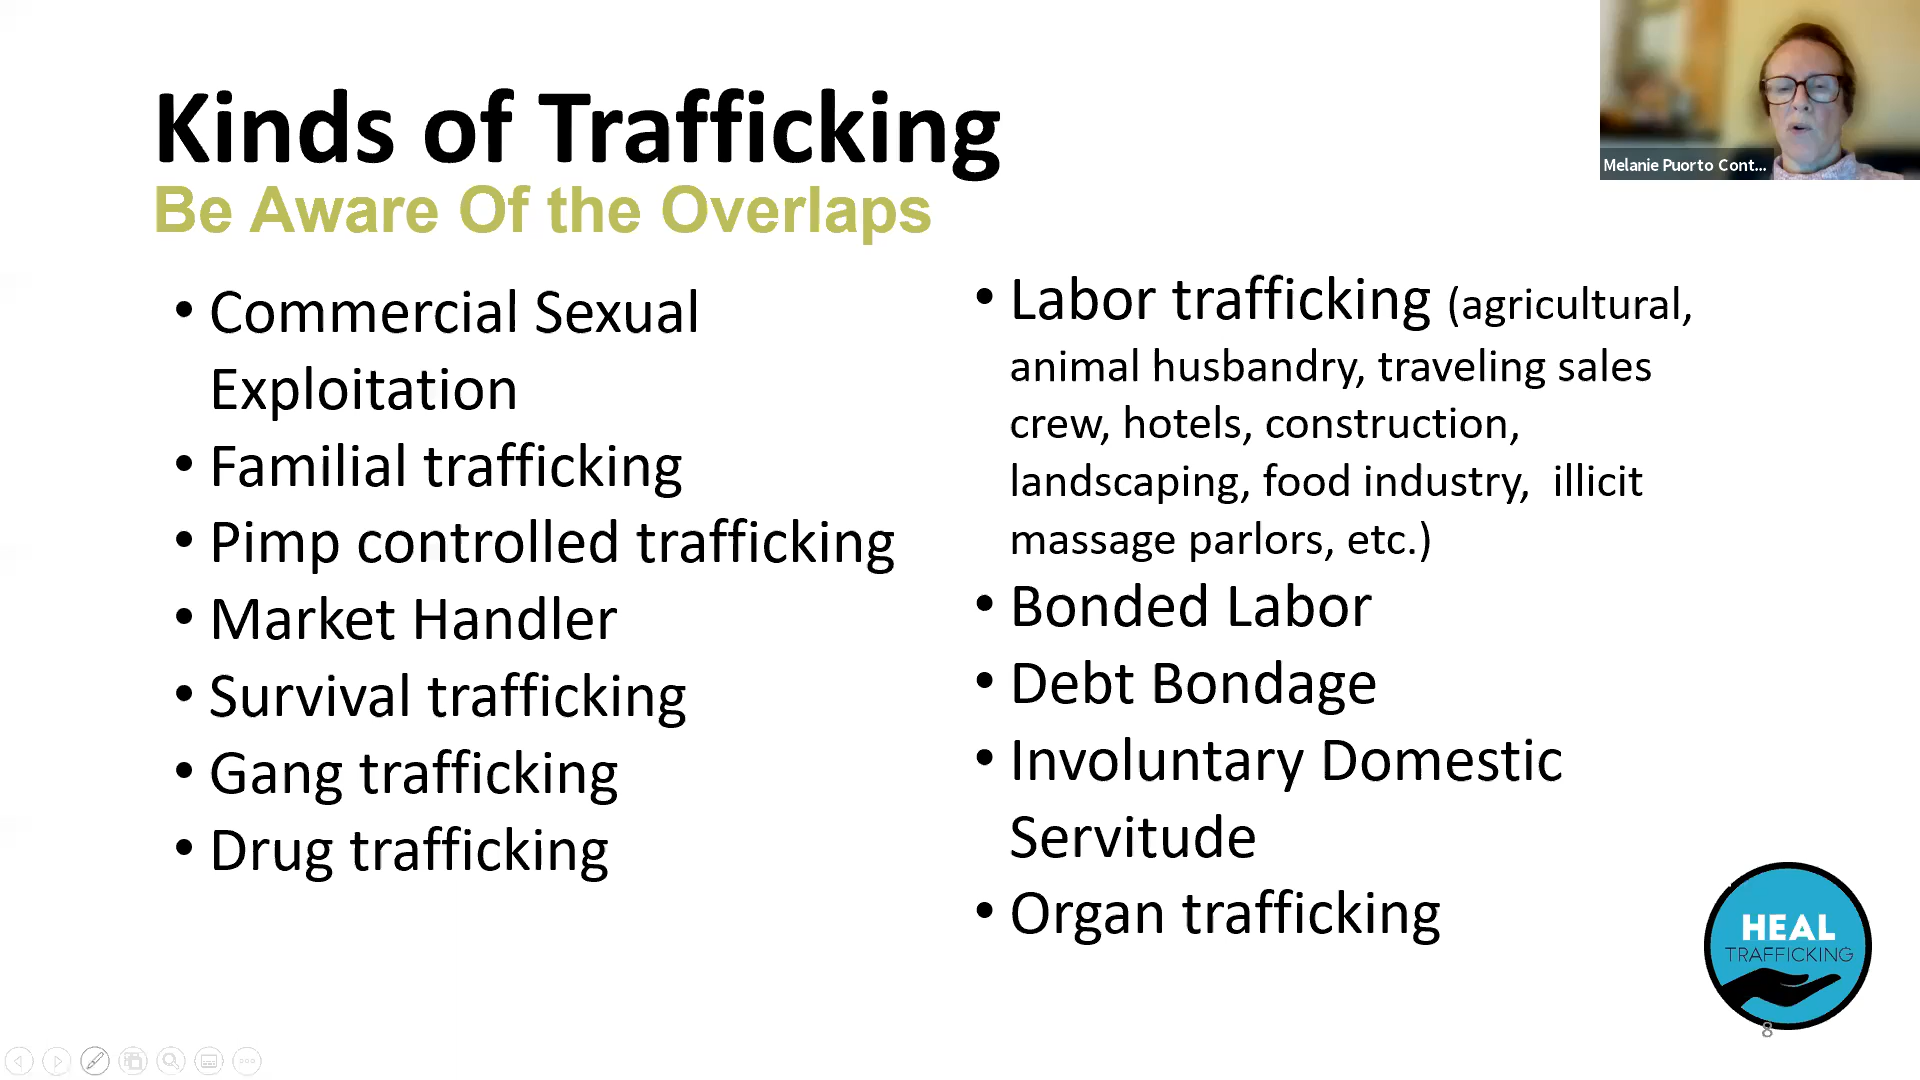 Kinds of Trafficking
Be Aware Of the Overlaps
• Commercial Sexual
Exploitation
• Familial trafficking
• Pimp controlled trafficking
• Market Handler
• Survival trafficking
• Gang trafficking
• Drug trafficking
• Labor trafficking (agricultural,
animal husbandry, traveling sales
crew, hotels, construction,
landscaping, food industry, illicit
massage parlors, etc.)
• Bonded Labor
• Debt Bondage
• Involuntary Domestic
Servitude
• Organ trafficking
Melanie Puorto Cont...
HEAL
TRAFFICKING
8